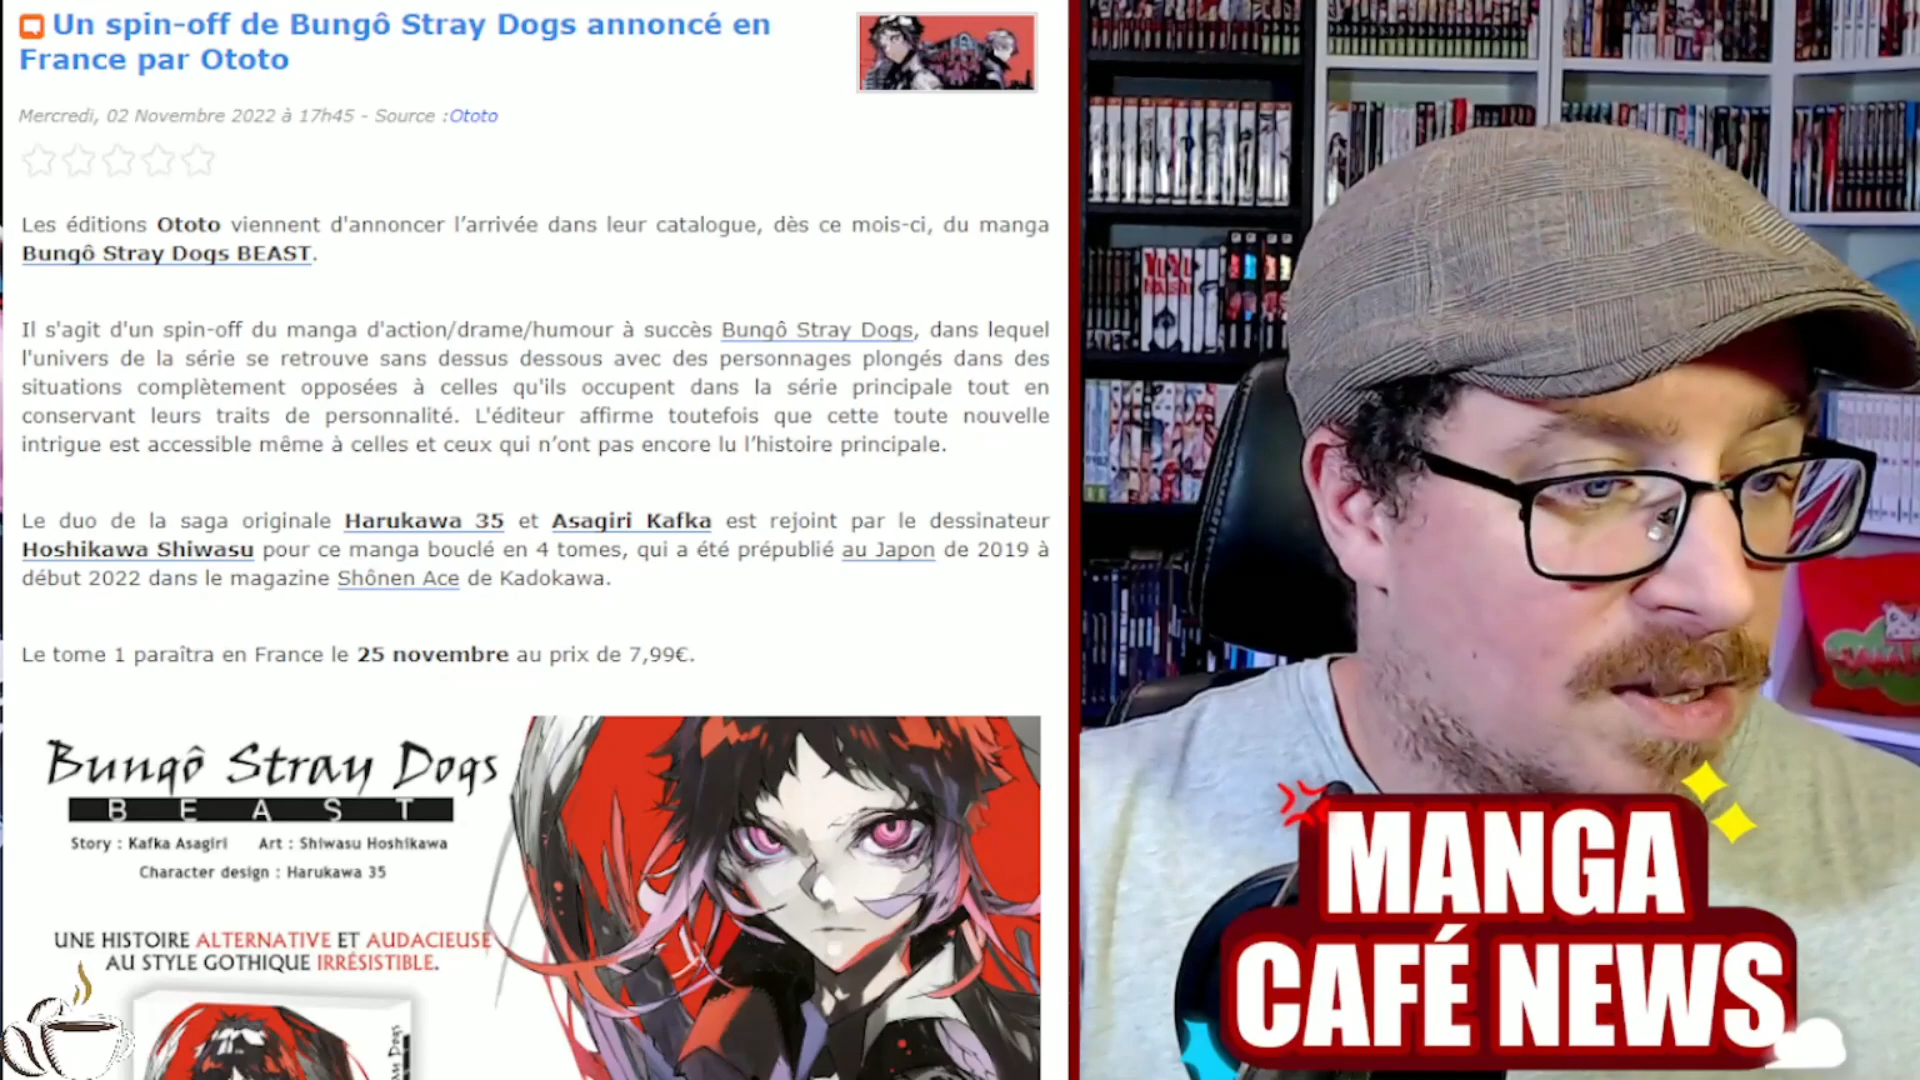 Un spin-off de Bungô Stray Dogs annoncé en
France par Ototo
Mercredi, 02 Novembre 2022 à 17h45 - Source :Ototo
Les éditions Ototo viennent d'annoncer l’arrivée dans leur catalogue, dès ce mois-ci, du manga
Bungô Stray Dogs BEAST.
Il s'agit d'un spin-off du manga d'action/drame/humour à succès Bungô Stray Dogs, dans lequel
l'univers de la série se retrouve sans dessus dessous avec des personnages plongés dans des
situations complètement opposées à celles qu'ils occupent dans la série principale tout en
conservant leurs traits de personnalité. L'éditeur affirme toutefois que cette toute nouvelle
intrigue est accessible même à celles et ceux qui n’ont pas encore lu l’histoire principale.
Le duo de la saga originale Harukawa 35 et Asagiri Kafka est rejoint par le dessinateur
Hoshikawa Shiwasu pour ce manga bouclé en 4 tomes, qui a été prépublié au Japon de 2019 à
début 2022 dans le magazine Shônen Ace de Kadokawa.
Le tome 1 paraîtra en France le 25 novembre au prix de 7,99€.
Bungô Stray Dogs
BEAST
Story : Kafka Asagiri Art : Shiwasu Hoshikawa
Character design : Harukawa 35
UNE HISTOIRE ALTERNATIVE ET AUDACIEUSE
AU STYLE GOTHIQUE IRRÉSISTIBLE.
YUYU
MANGA
CAFÉ NEWS